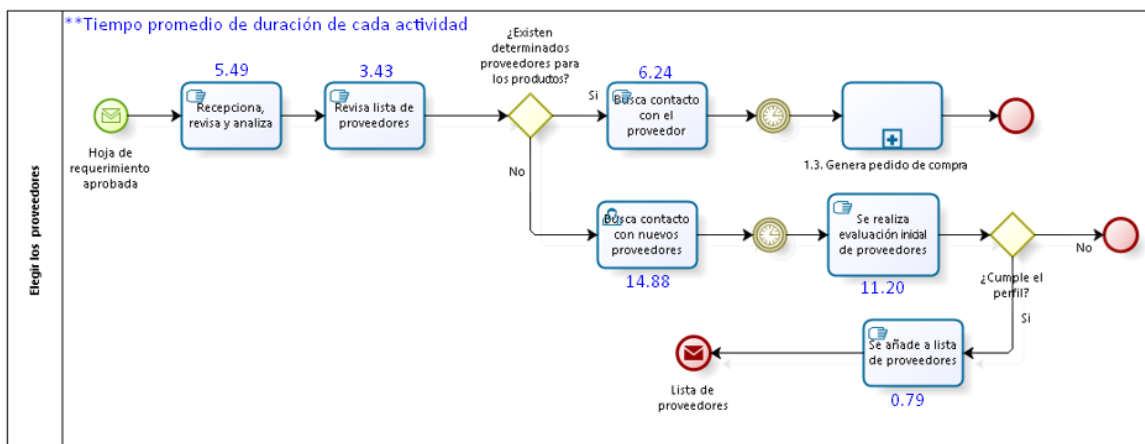 **Tiempo promedio de duración de cada actividad
Elegir los proveedores
Hoja de
requerimiento
aprobada
5.49
Recepciona,
revisa y analiza
3.43
Revisa lista de
proveedores
¿Existen
determinados
proveedores para
los productos?
Si
6.24
Busca contacto
con el
proveedor
1.3. Genera pedido de compra
No
Busca contacto
con nuevos
proveedores
14.88
Se realiza
evaluación inicial
de proveedores
11.20
¿Cumple el
perfil?
No
Si
Se añade a lista
de proveedores
0.79
Lista de
proveedores